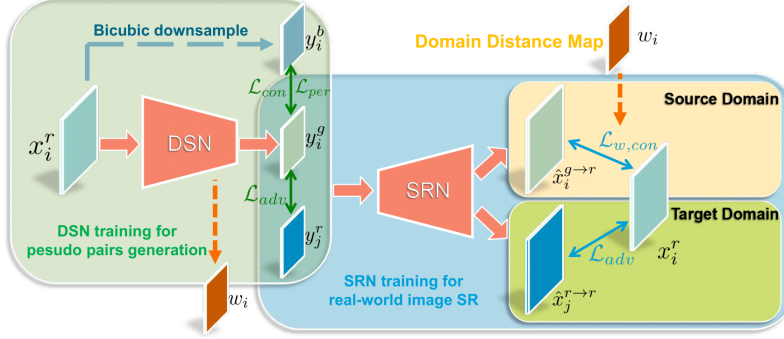 Bicubic downsample
y_i^b
Domain Distance Map
w_i
L_con L_per
Source Domain
x_i^r
DSN
y_i^g
L_w,con
SRN
x̂_i^{g→r}
L_adv
Target Domain
DSN training for
pesudo pairs generation
y_j^r
L_adv
x_i^r
SRN training for
real-world image SR
x̂_j^{r→r}
w_i